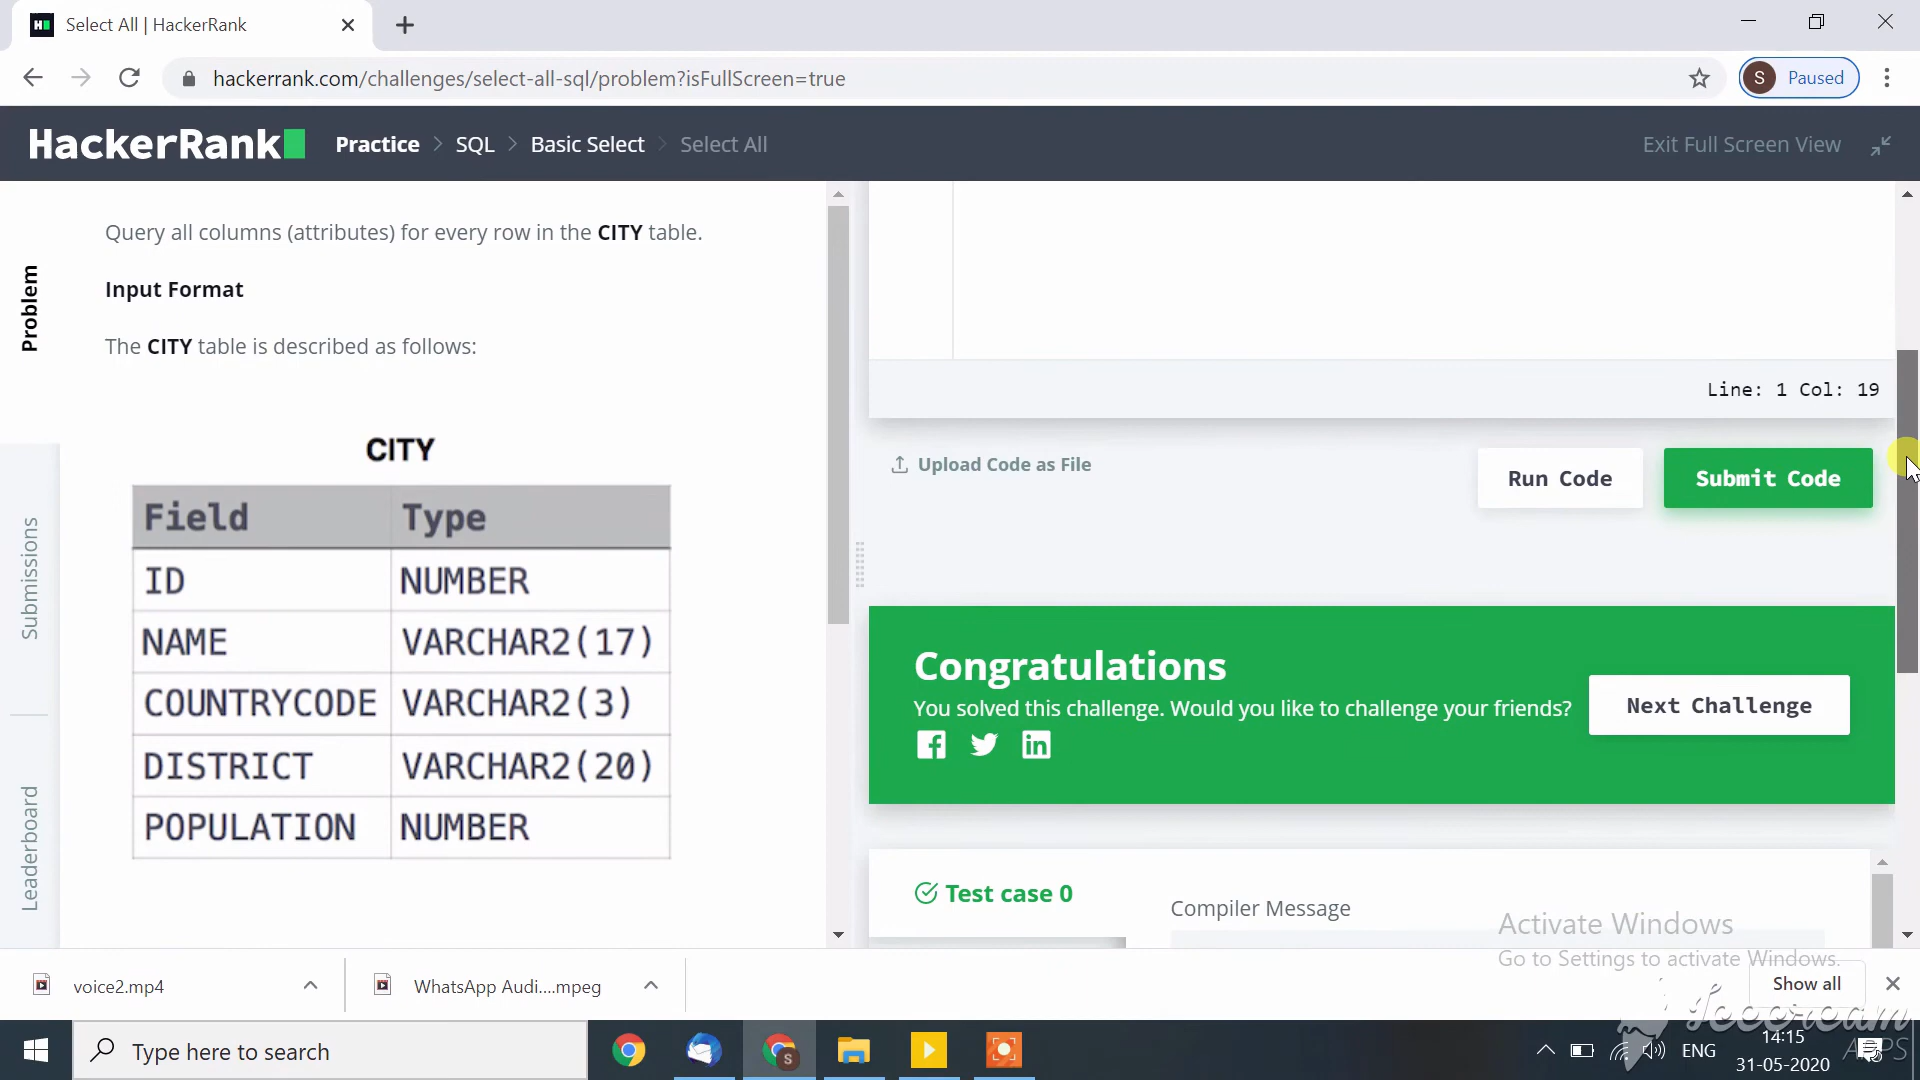 Select All | HackerRank
hackerrank.com/challenges/select-all-sql/problem?isFullScreen=true
S Paused
HackerRank
Practice > SQL > Basic Select > Select All
Exit Full Screen View
Problem
Submissions
Leaderboard
Query all columns (attributes) for every row in the CITY table.
Input Format
The CITY table is described as follows:
CITY
Field Type
ID NUMBER
NAME VARCHAR2(17)
COUNTRYCODE VARCHAR2(3)
DISTRICT VARCHAR2(20)
POPULATION NUMBER
Line: 1 Col: 19
Upload Code as File
Run Code
Submit Code
Congratulations
You solved this challenge. Would you like to challenge your friends?
Next Challenge
Test case 0
Compiler Message
Activate Windows
Go to Settings to activate Windows.
voice2.mp4
WhatsApp Audi....mpeg
Show all
Icecream
APPS
Type here to search
S
ENG
14:15
31-05-2020